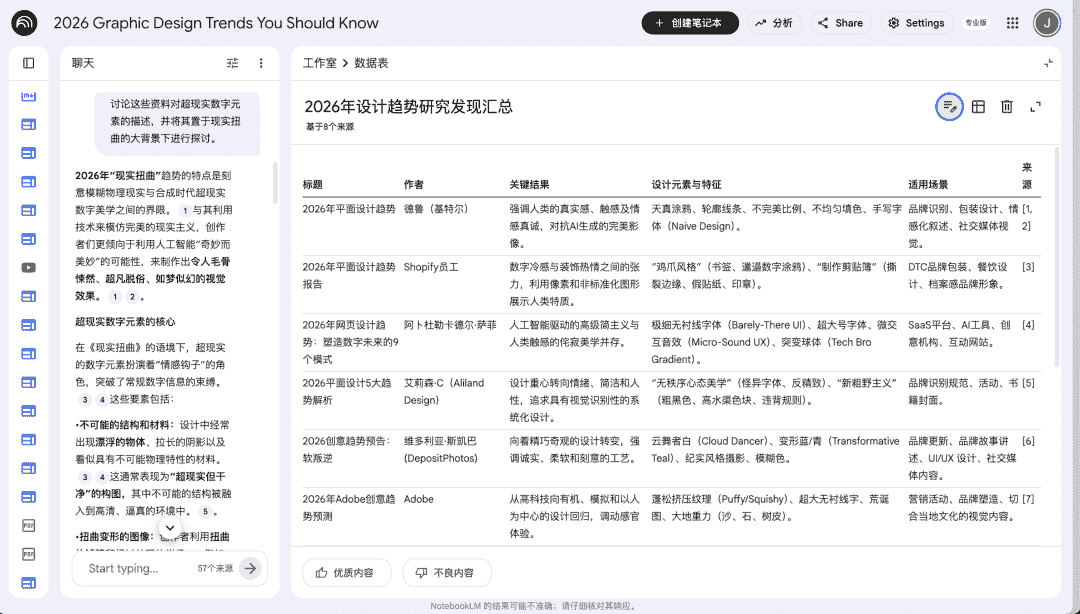 2026 Graphic Design Trends You Should Know
创建笔记本
分析
Share
Settings
专业版
J
聊天
讨论这些资料对超现实数字元
素的描述，并将其置于现实扭
曲的大背景下进行探讨。
2026年“现实扭曲”趋势的特点是刻
意模糊物理现实与合成时代超现实
数字美学之间的界限。 1 与其利用
技术来模仿完美的现实主义，创作
者们更倾向于利用人工智能“奇妙而
美妙”的可能性，来制作出令人毛骨
悚然、超凡脱俗、如梦似幻的视觉
效果。 1 2 。
超现实数字元素的核心
在《现实扭曲》的语境下，超现实
的数字元素扮演着“情感钩子”的角
色，突破了常规数字信息的束缚。
3 4 这些要素包括：
•不可能的结构和材料：设计中经常
出现漂浮的物体、拉长的阴影以及
看似具有不可能物理特性的材料。
3 4 这通常表现为“超现实但干
净”的构图，其中不可能的结构被融
入到高清、逼真的环境中。 5 。
•扭曲变形的图像：创作者利用扭曲
Start typing...
57个来源
工作室 > 数据表
2026年设计趋势研究发现汇总
基于8个来源
标题 作者 关键结果 设计元素与特征 适用场景 来源
2026年平面设计趋势 德鲁（基特尔） 强调人类的真实感、触感及情 天真涂鸦、轮廓线条、不完美比例、不均匀填色、手写字 品牌识别、包装设计、情 [1,
感真诚，对抗AI生成的完美影 体（Naive Design）。 感化叙述、社交媒体视 2]
像。 觉。
2026年平面设计趋势 Shopify员工 数字冷感与装饰热情之间的张 “鸡爪风格”（书签、邋遢数字涂鸦）、“制作剪贴簿”（撕 DTC品牌包装、餐饮设 [3]
报告 力，利用像素和非标准化图形 裂边缘、假贴纸、印章）。 计、档案感品牌形象。
展示人类特质。
2026年网页设计趋 阿卜杜勒卡德尔·萨菲 人工智能驱动的高级简主义与 极细无衬线字体（Barely-There UI）、超大号字体、微交 SaaS平台、AI工具、创 [4]
势：塑造数字未来的9 人类触感的侘寂美学并存。 互音效（Micro-Sound UX）、突变球体（Tech Bro 意机构、互动网站。
个模式 Gradient）。
2026平面设计5大趋 艾莉森·C（Aliland 设计重心转向情绪、简洁和人 “无秩序心态美学”（怪异字体、反精致）、“新粗野主义” 品牌识别规范、活动、书 [5]
势解析 Design） 性，追求具有视觉识别性的系 （粗黑色、高水渠色块、违背规则）。 籍封面。
统化设计。
2026创意趋势预告： 维多利亚·斯凯巴 向着精巧奇观的设计转变，强 云舞者白（Cloud Dancer）、变形蓝/青（Transformative 品牌更新、品牌故事讲 [6]
软叛逆 (DepositPhotos) 调诚实、柔软和刻意的工艺。 Teal）、纪实风格摄影、模糊色。 述、UI/UX 设计、社交媒
体内容。
2026年Adobe创意趋 Adobe 从高科技向有机、模拟和以人 蓬松挤压纹理（Puffy/Squishy）、超大无衬线字、荒诞 营销活动、品牌塑造、切 [7]
势预测 为中心的设计回归，调动感官 图、大地重力（沙、石、树皮）。 合当地文化的视觉内容。
体验。
优质内容
不良内容
NotebookLM 的结果可能不准确；请仔细核对其响应。